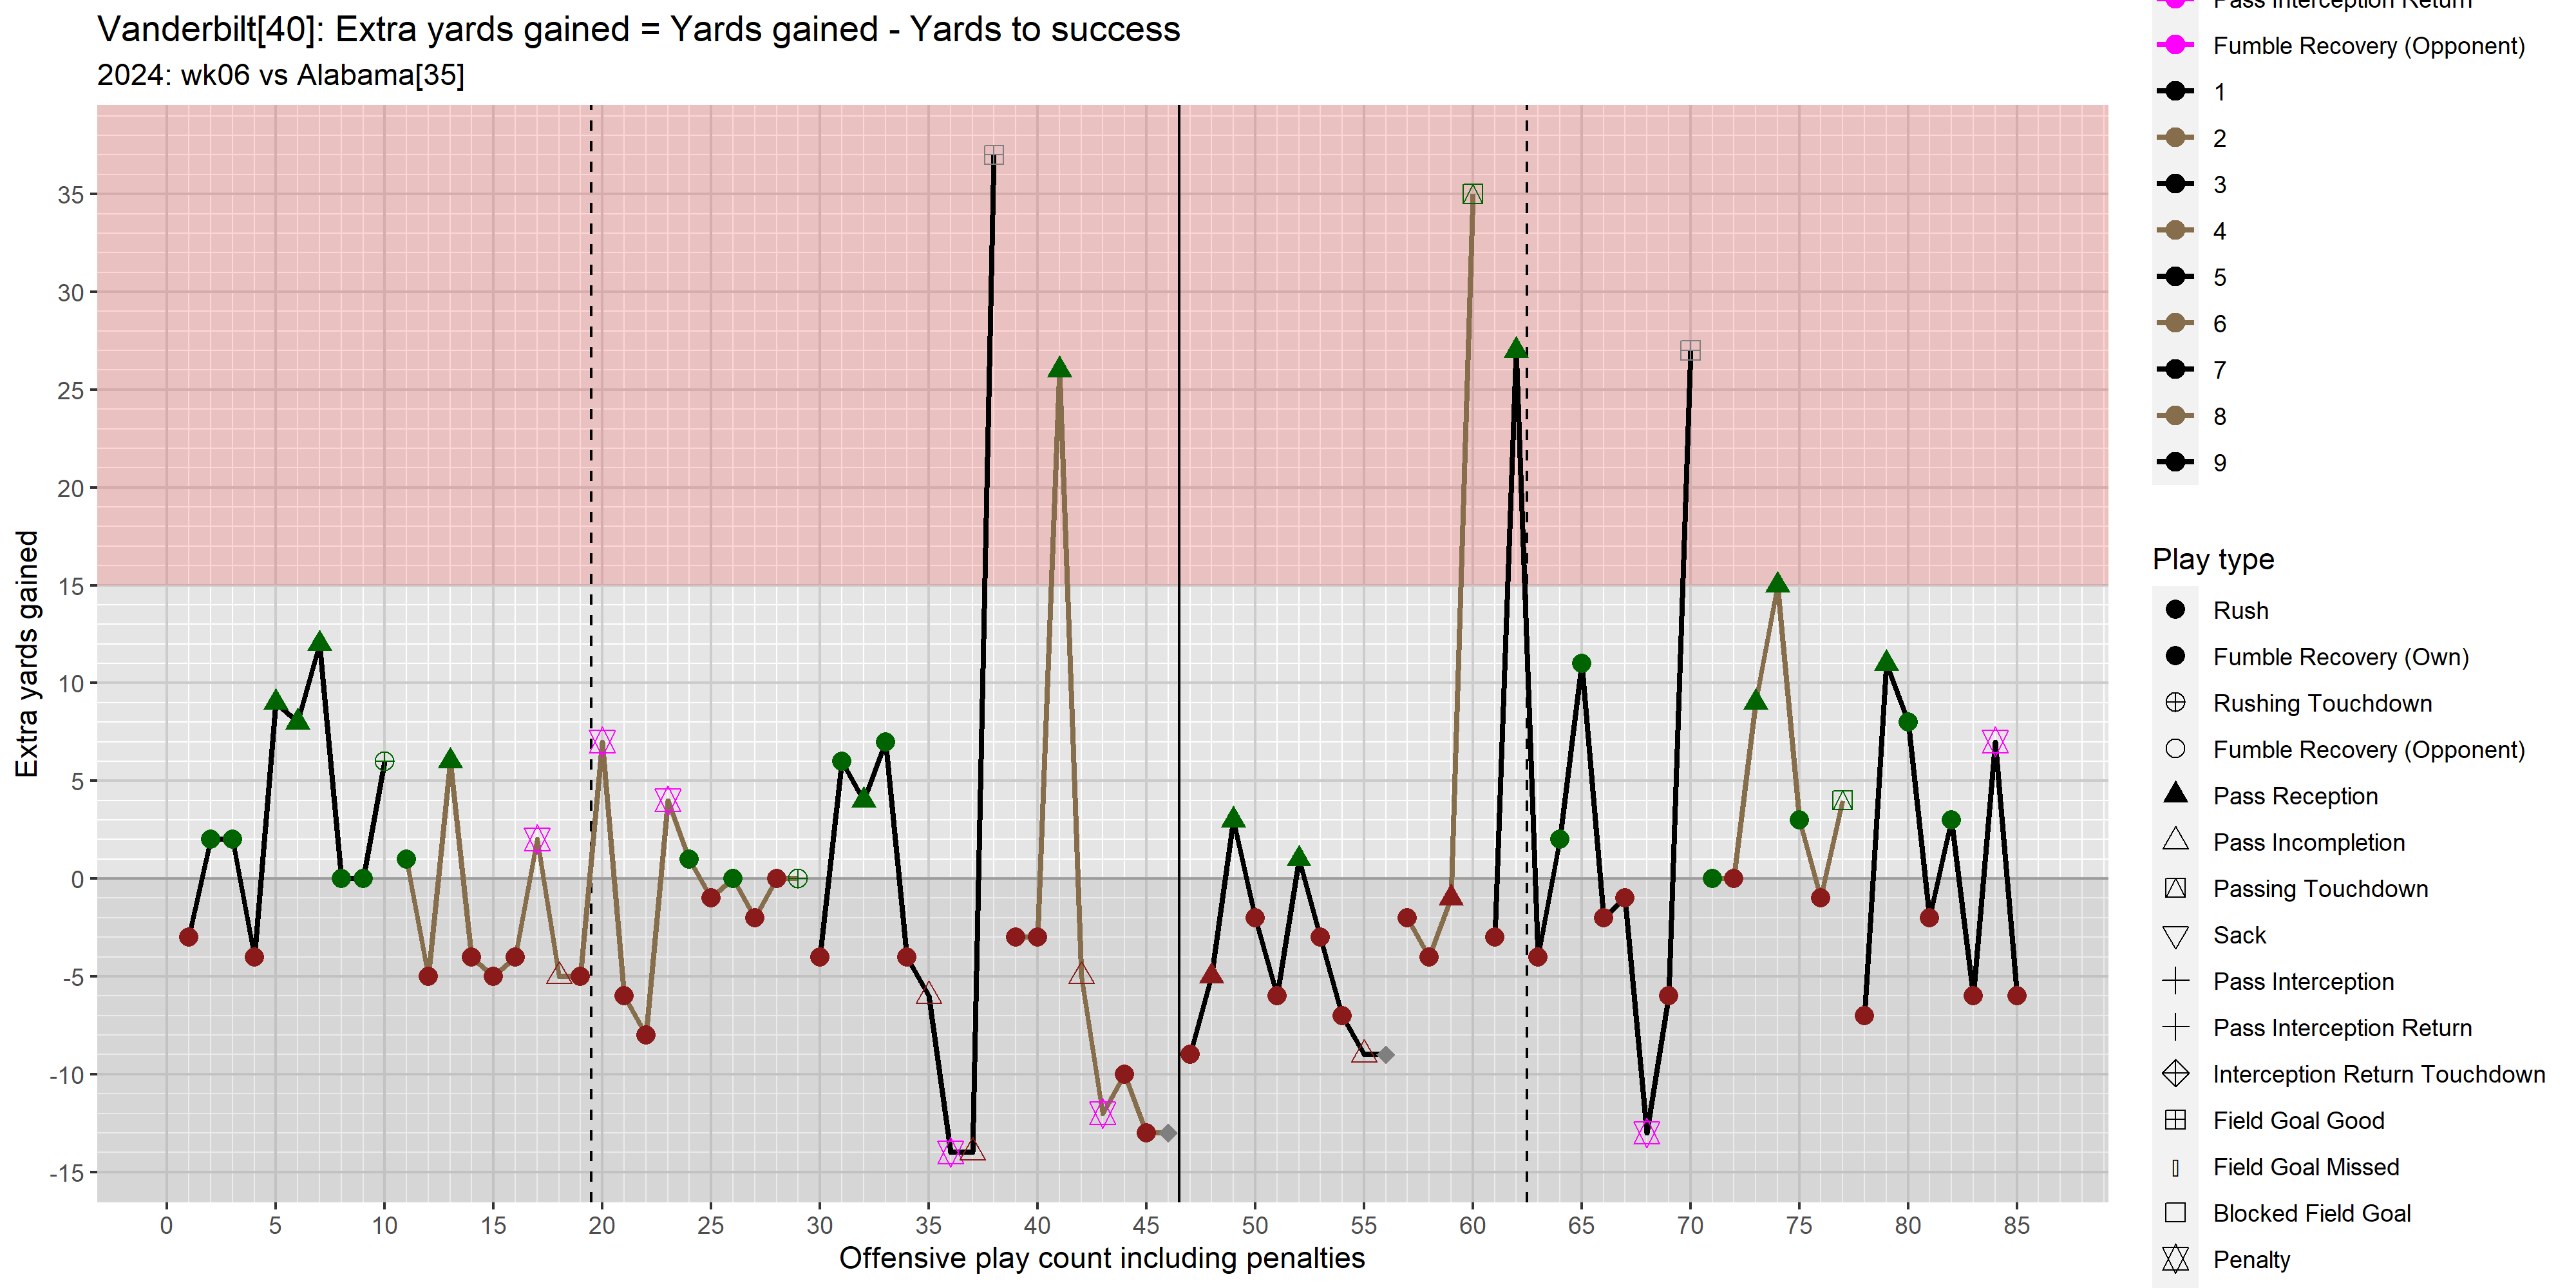 Vanderbilt[40]: Extra yards gained = Yards gained - Yards to success
2024: wk06 vs Alabama[35]
Extra yards gained
35
30
25
20
15
10
5
0
-5
-10
-15
0 5 10 15 20 25 30 35 40 45 50 55 60 65 70 75 80 85
Offensive play count including penalties
Pass Interception Return
Fumble Recovery (Opponent)
1
2
3
4
5
6
7
8
9
Play type
Rush
Fumble Recovery (Own)
Rushing Touchdown
Fumble Recovery (Opponent)
Pass Reception
Pass Incompletion
Passing Touchdown
Sack
Pass Interception
Pass Interception Return
Interception Return Touchdown
Field Goal Good
Field Goal Missed
Blocked Field Goal
Penalty